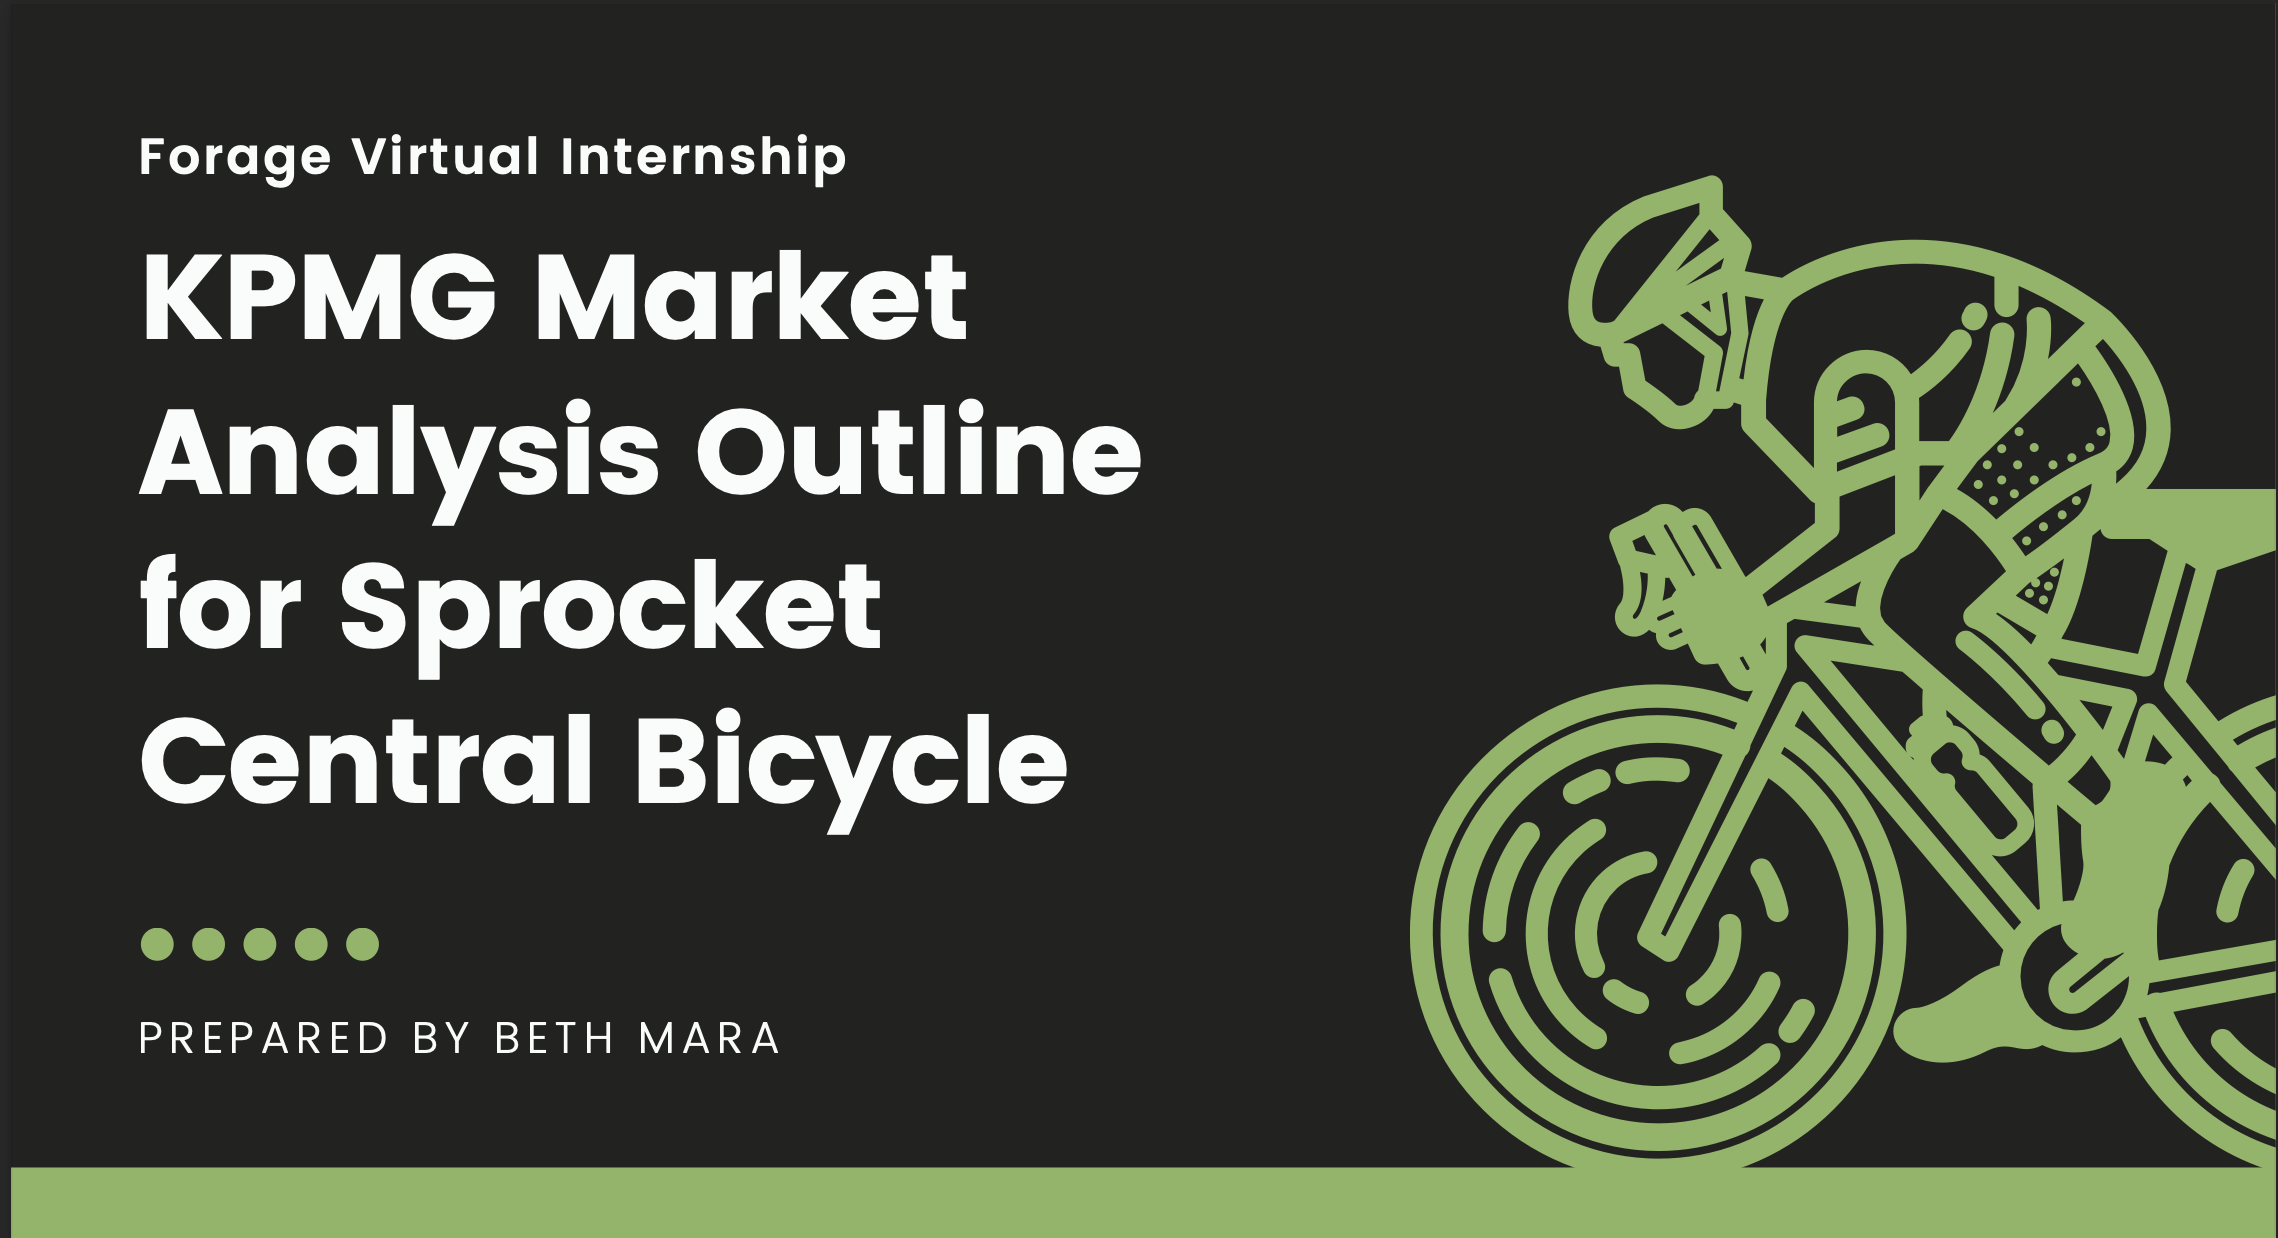 Forage Virtual Internship
KPMG Market
Analysis Outline
for Sprocket
Central Bicycle
PREPARED BY BETH MARA